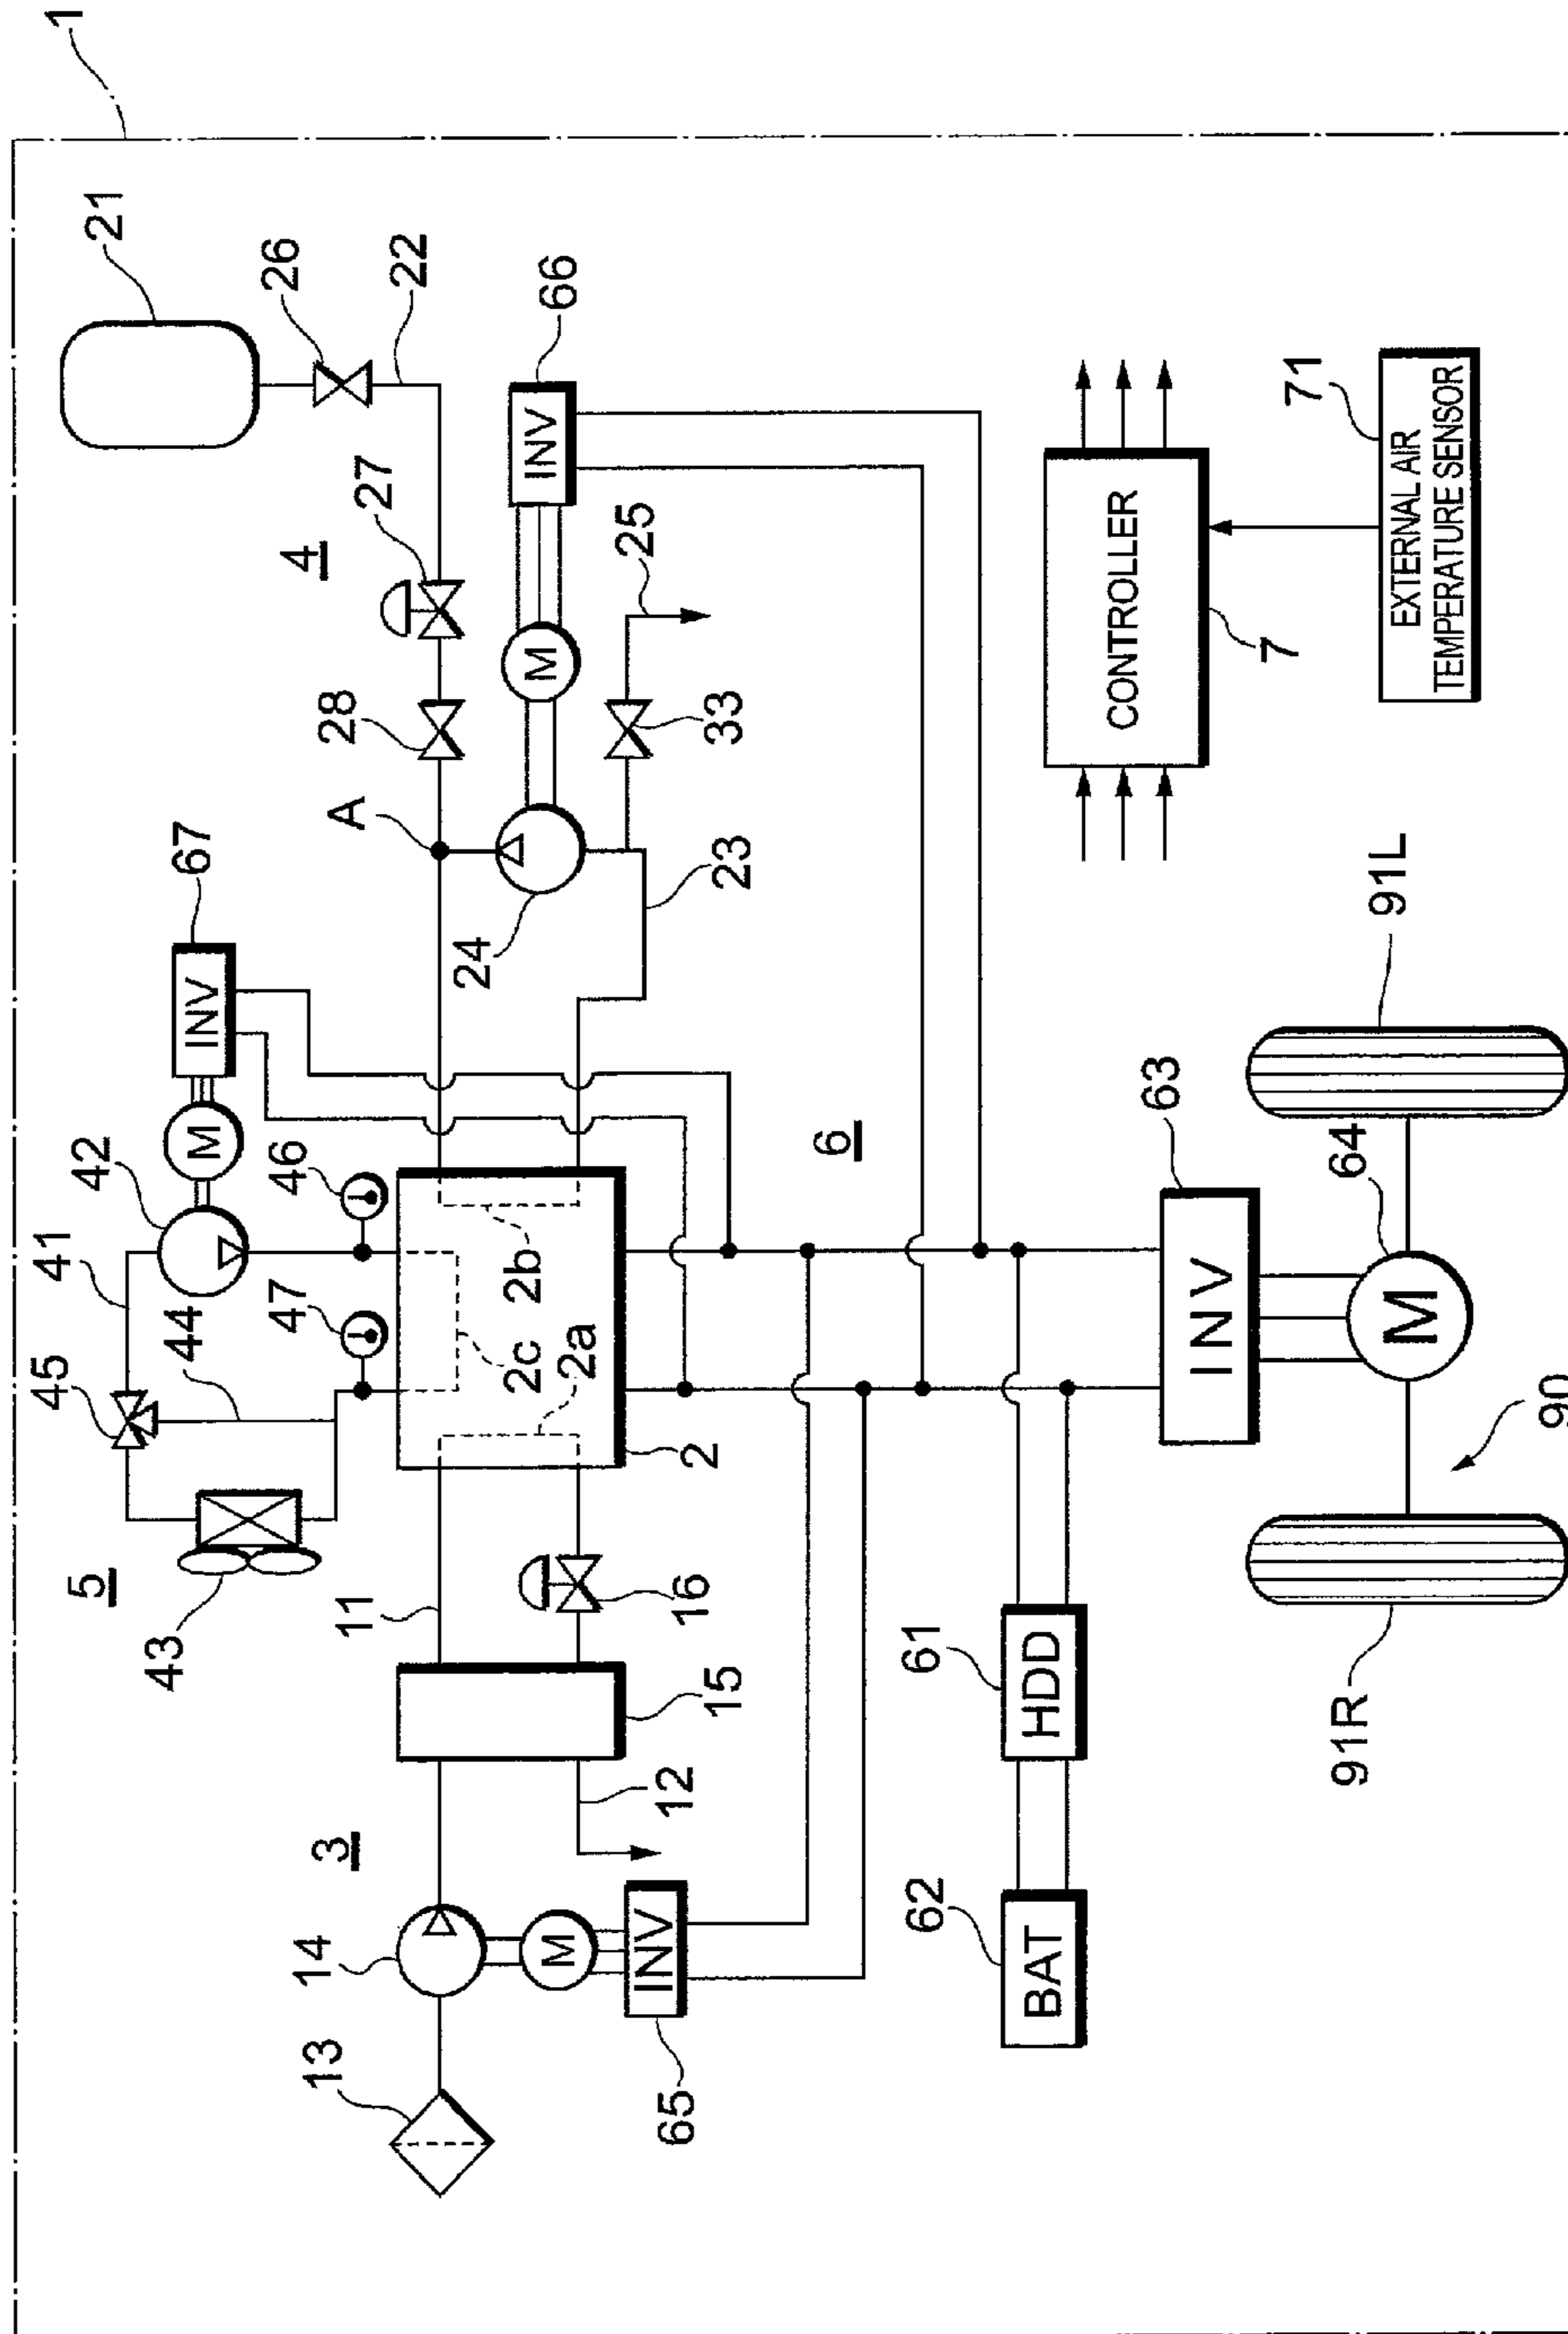 1
21
26
22
66
INV
27
4
25
28
M
33
CONTROLLER
7
EXTERNAL AIR
TEMPERATURE SENSOR
71
A
24
23
67
INV
M
42
46
41
47
44
45
2b
2c
2a
2
6
63
INV
64
M
91L
91R
90
5
43
11
16
15
12
3
14
M
INV
65
13
61
HDD
62
BAT